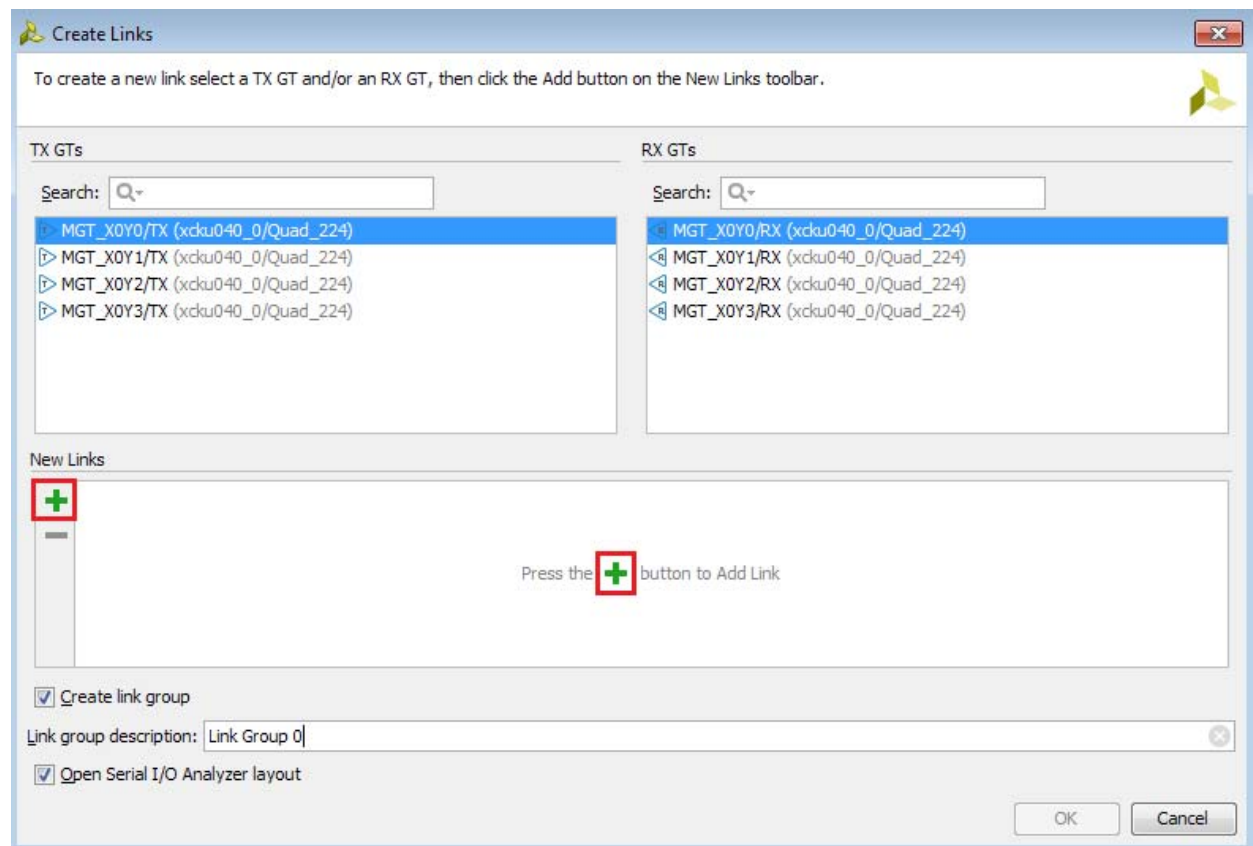 Create Links
To create a new link select a TX GT and/or an RX GT, then click the Add button on the New Links toolbar.
TX GTs
RX GTs
Search:
Search:
MGT_X0Y0/TX (xcku040_0/Quad_224)
MGT_X0Y1/TX (xcku040_0/Quad_224)
MGT_X0Y2/TX (xcku040_0/Quad_224)
MGT_X0Y3/TX (xcku040_0/Quad_224)
MGT_X0Y0/RX (xcku040_0/Quad_224)
MGT_X0Y1/RX (xcku040_0/Quad_224)
MGT_X0Y2/RX (xcku040_0/Quad_224)
MGT_X0Y3/RX (xcku040_0/Quad_224)
New Links
Press the + button to Add Link
Create link group
Link group description: Link Group 0
Open Serial I/O Analyzer layout
OK
Cancel